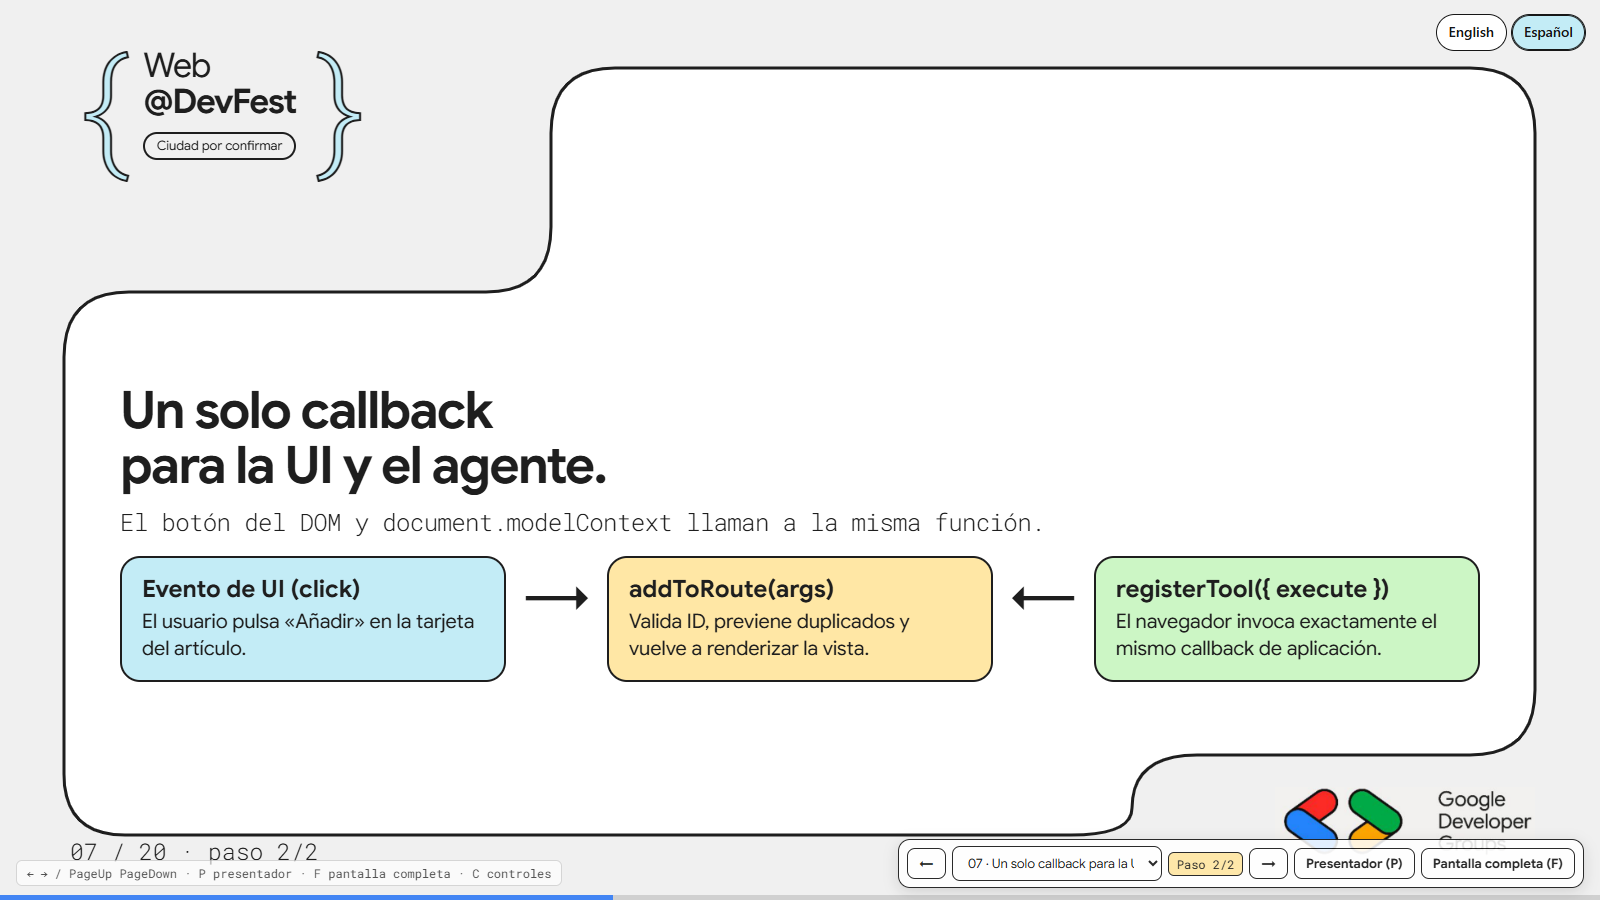 English
Español
Web
@DevFest
Ciudad por confirmar
Un solo callback
para la UI y el agente.
El botón del DOM y document.modelContext llaman a la misma función.
Evento de UI (click)
El usuario pulsa «Añadir» en la tarjeta
del artículo.
addToRoute(args)
Valida ID, previene duplicados y
vuelve a renderizar la vista.
registerTool({ execute })
El navegador invoca exactamente el
mismo callback de aplicación.
Google
Developer
Groups
07 / 20 · paso 2/2
← → / PageUp PageDown · P presentador · F pantalla completa · C controles
←
07 · Un solo callback para la U
Paso 2/2
→
Presentador (P)
Pantalla completa (F)